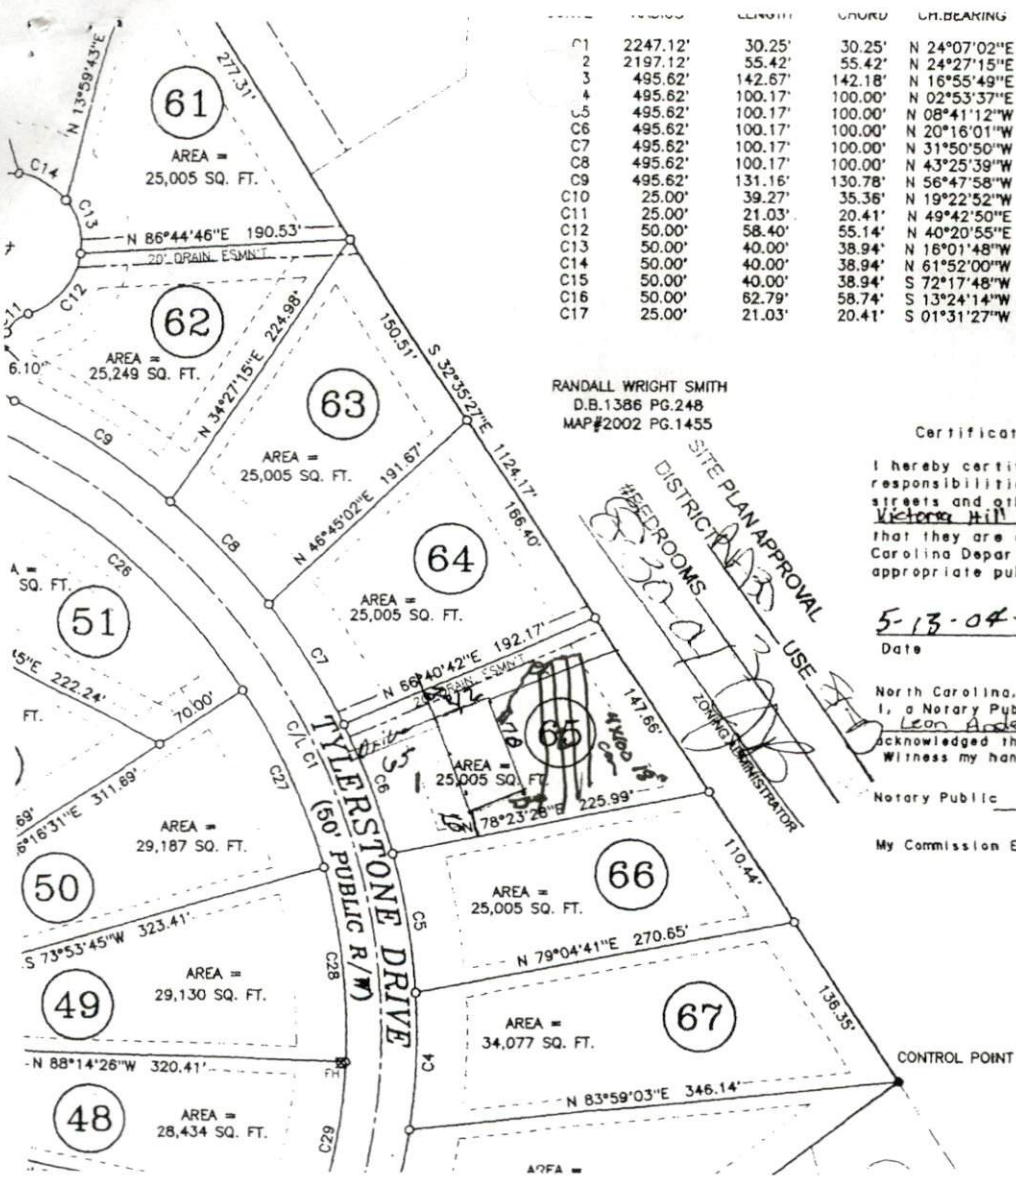 LENGTH CHORD CH.BEARING
C1 2247.12' 30.25' 30.25' N 24°07'02"E
2 2197.12' 55.42' 55.42' N 24°27'15"E
3 495.62' 142.67' 142.18' N 16°55'49"E
4 495.62' 100.17' 100.00' N 02°53'37"E
C5 495.62' 100.17' 100.00' N 08°41'12"W
C6 495.62' 100.17' 100.00' N 20°16'01"W
C7 495.62' 100.17' 100.00' N 31°50'50"W
C8 495.62' 100.17' 100.00' N 43°25'39"W
C9 495.62' 131.16' 130.78' N 56°47'58"W
C10 25.00' 39.27' 35.36' N 19°22'52"W
C11 25.00' 21.03' 20.41' N 49°42'50"E
C12 50.00' 58.40' 55.14' N 40°20'55"E
C13 50.00' 40.00' 38.94' N 16°01'48"W
C14 50.00' 40.00' 38.94' N 61°52'00"W
C15 50.00' 40.00' 38.94' S 72°17'48"W
C16 50.00' 62.79' 58.74' S 13°24'14"W
C17 25.00' 21.03' 20.41' S 01°31'27"W
N 13°59'43"E
277.31'
61
AREA =
25,005 SQ. FT.
C14
C13
N 86°44'46"E 190.53'
20' DRAIN. ESMN'T
C12
C11
62
AREA =
25,249 SQ. FT.
6.10"
N 34°27'15"E 224.98'
150.51'
S 32°35'27"E 1124.17'
63
AREA =
25,005 SQ. FT.
C9
N 46°45'02"E 191.67'
166.40'
C8
64
AREA =
25,005 SQ. FT.
RANDALL WRIGHT SMITH
D.B.1386 PG.248
MAP#2002 PG.1455
SITE PLAN APPROVAL
DISTRICT USE
#BEDROOMS
ZONING ADMINISTRATOR
Certificat
I hereby certi
responsibiliti
streets and ot
Victoria Hill
that they are
Carolina Depar
appropriate pu
5-13-04
Date
North Carolina,
I, a Notary Pub
Leon
acknowledged th
Witness my han
Notary Public
My Commission E
C26
SQ. FT.
51
5"E 222.24'
FT.
70.00'
C7
N 66°40'42"E 192.17'
20' DRAIN. ESMN'T
147.66'
65
AREA =
25,005 SQ. FT.
C6
N 78°23'28"E 225.99'
C/L C1
C27
TYLERSTONE DRIVE
(50' PUBLIC R/W)
69'
6°16'31"E 311.69'
AREA =
29,187 SQ. FT.
50
66
AREA =
25,005 SQ. FT.
110.44'
C5
S 73°53'45"W 323.41'
N 79°04'41"E 270.65'
C28
49
AREA =
29,130 SQ. FT.
67
AREA =
34,077 SQ. FT.
136.35'
N 88°14'26"W 320.41'
FH
C4
CONTROL POINT
N 83°59'03"E 346.14'
48
AREA =
28,434 SQ. FT.
C29
AREA =